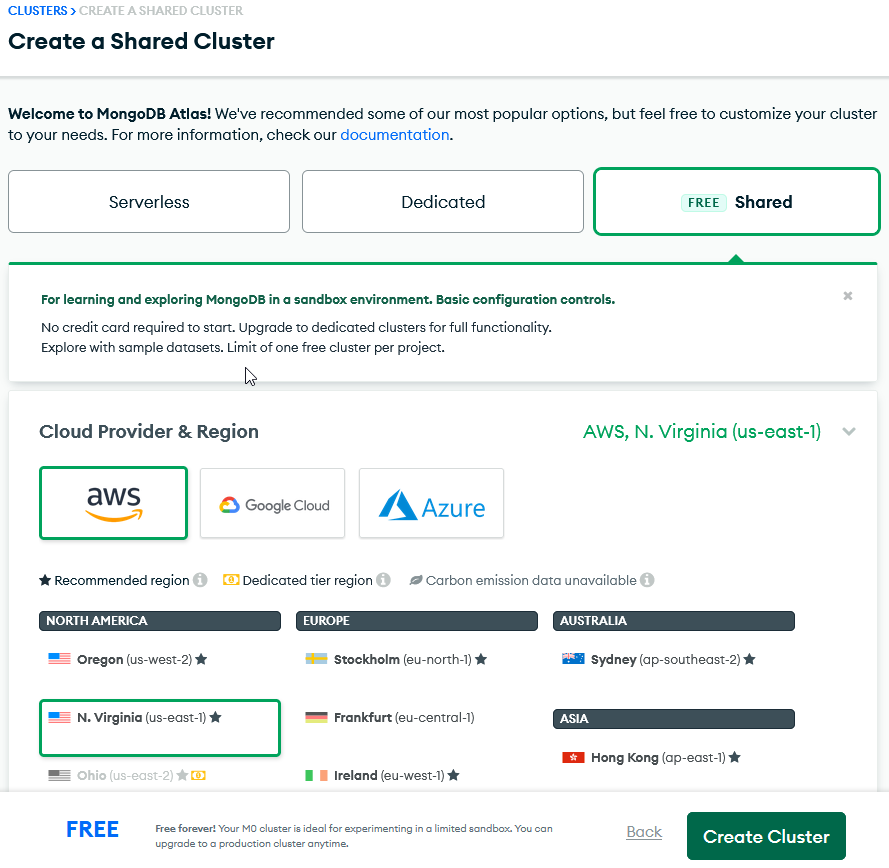 CLUSTERS > CREATE A SHARED CLUSTER
Create a Shared Cluster
Welcome to MongoDB Atlas! We've recommended some of our most popular options, but feel free to customize your cluster
to your needs. For more information, check our documentation.
Serverless
Dedicated
FREE Shared
For learning and exploring MongoDB in a sandbox environment. Basic configuration controls.
No credit card required to start. Upgrade to dedicated clusters for full functionality.
Explore with sample datasets. Limit of one free cluster per project.
Cloud Provider & Region
AWS, N. Virginia (us-east-1)
aws
Google Cloud
Azure
Recommended region
Dedicated tier region
Carbon emission data unavailable
NORTH AMERICA
Oregon (us-west-2)
N. Virginia (us-east-1)
Ohio (us-east-2)
EUROPE
Stockholm (eu-north-1)
Frankfurt (eu-central-1)
Ireland (eu-west-1)
AUSTRALIA
Sydney (ap-southeast-2)
ASIA
Hong Kong (ap-east-1)
FREE
Free forever! Your M0 cluster is ideal for experimenting in a limited sandbox. You can
upgrade to a production cluster anytime.
Back
Create Cluster